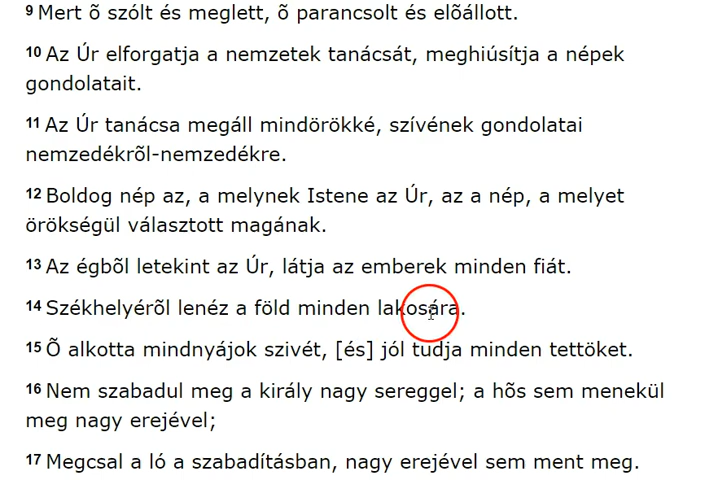 9 Mert õ szólt és meglett, õ parancsolt és elõállott.
10 Az Úr elforgatja a nemzetek tanácsát, meghiúsítja a népek
gondolatait.
11 Az Úr tanácsa megáll mindörökké, szívének gondolatai
nemzedékrõl-nemzedékre.
12 Boldog nép az, a melynek Istene az Úr, az a nép, a melyet
örökségül választott magának.
13 Az égbõl letekint az Úr, látja az emberek minden fiát.
14 Székhelyérõl lenéz a föld minden lakosára.
15 Õ alkotta mindnyájok szivét, [és] jól tudja minden tettöket.
16 Nem szabadul meg a király nagy sereggel; a hõs sem menekül
meg nagy erejével;
17 Megcsal a ló a szabadításban, nagy erejével sem ment meg.